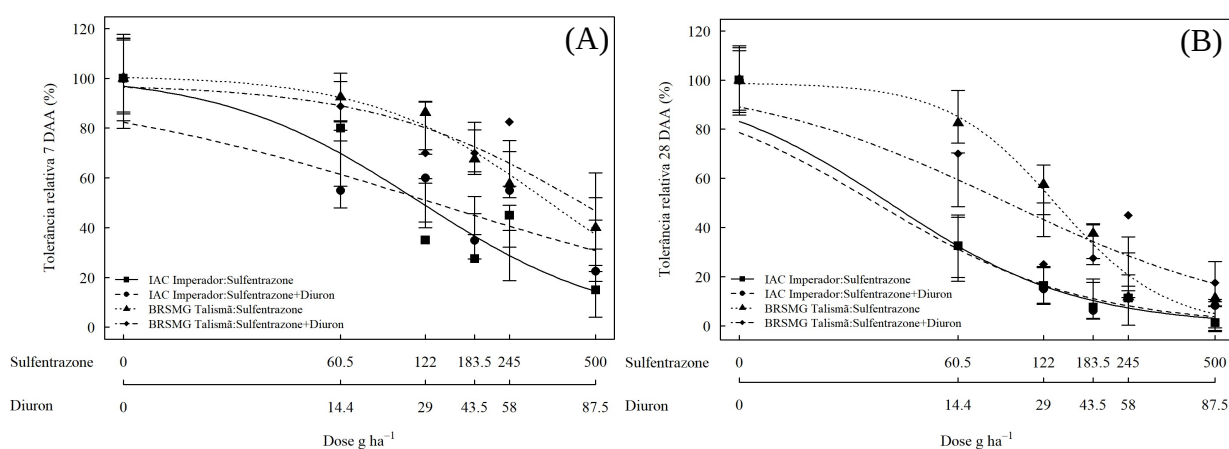 (A)
Tolerância relativa 7 DAA (%)
120
100
80
60
40
20
0
IAC Imperador:Sulfentrazone
IAC Imperador:Sulfentrazone+Diuron
BRSMG Talismã:Sulfentrazone
BRSMG Talismã:Sulfentrazone+Diuron
Sulfentrazone 0 60.5 122 183.5 245 500
Diuron 0 14.4 29 43.5 58 87.5
Dose g ha⁻¹
(B)
Tolerância relativa 28 DAA (%)
120
100
80
60
40
20
0
IAC Imperador:Sulfentrazone
IAC Imperador:Sulfentrazone+Diuron
BRSMG Talismã:Sulfentrazone
BRSMG Talismã:Sulfentrazone+Diuron
Sulfentrazone 0 60.5 122 183.5 245 500
Diuron 0 14.4 29 43.5 58 87.5
Dose g ha⁻¹